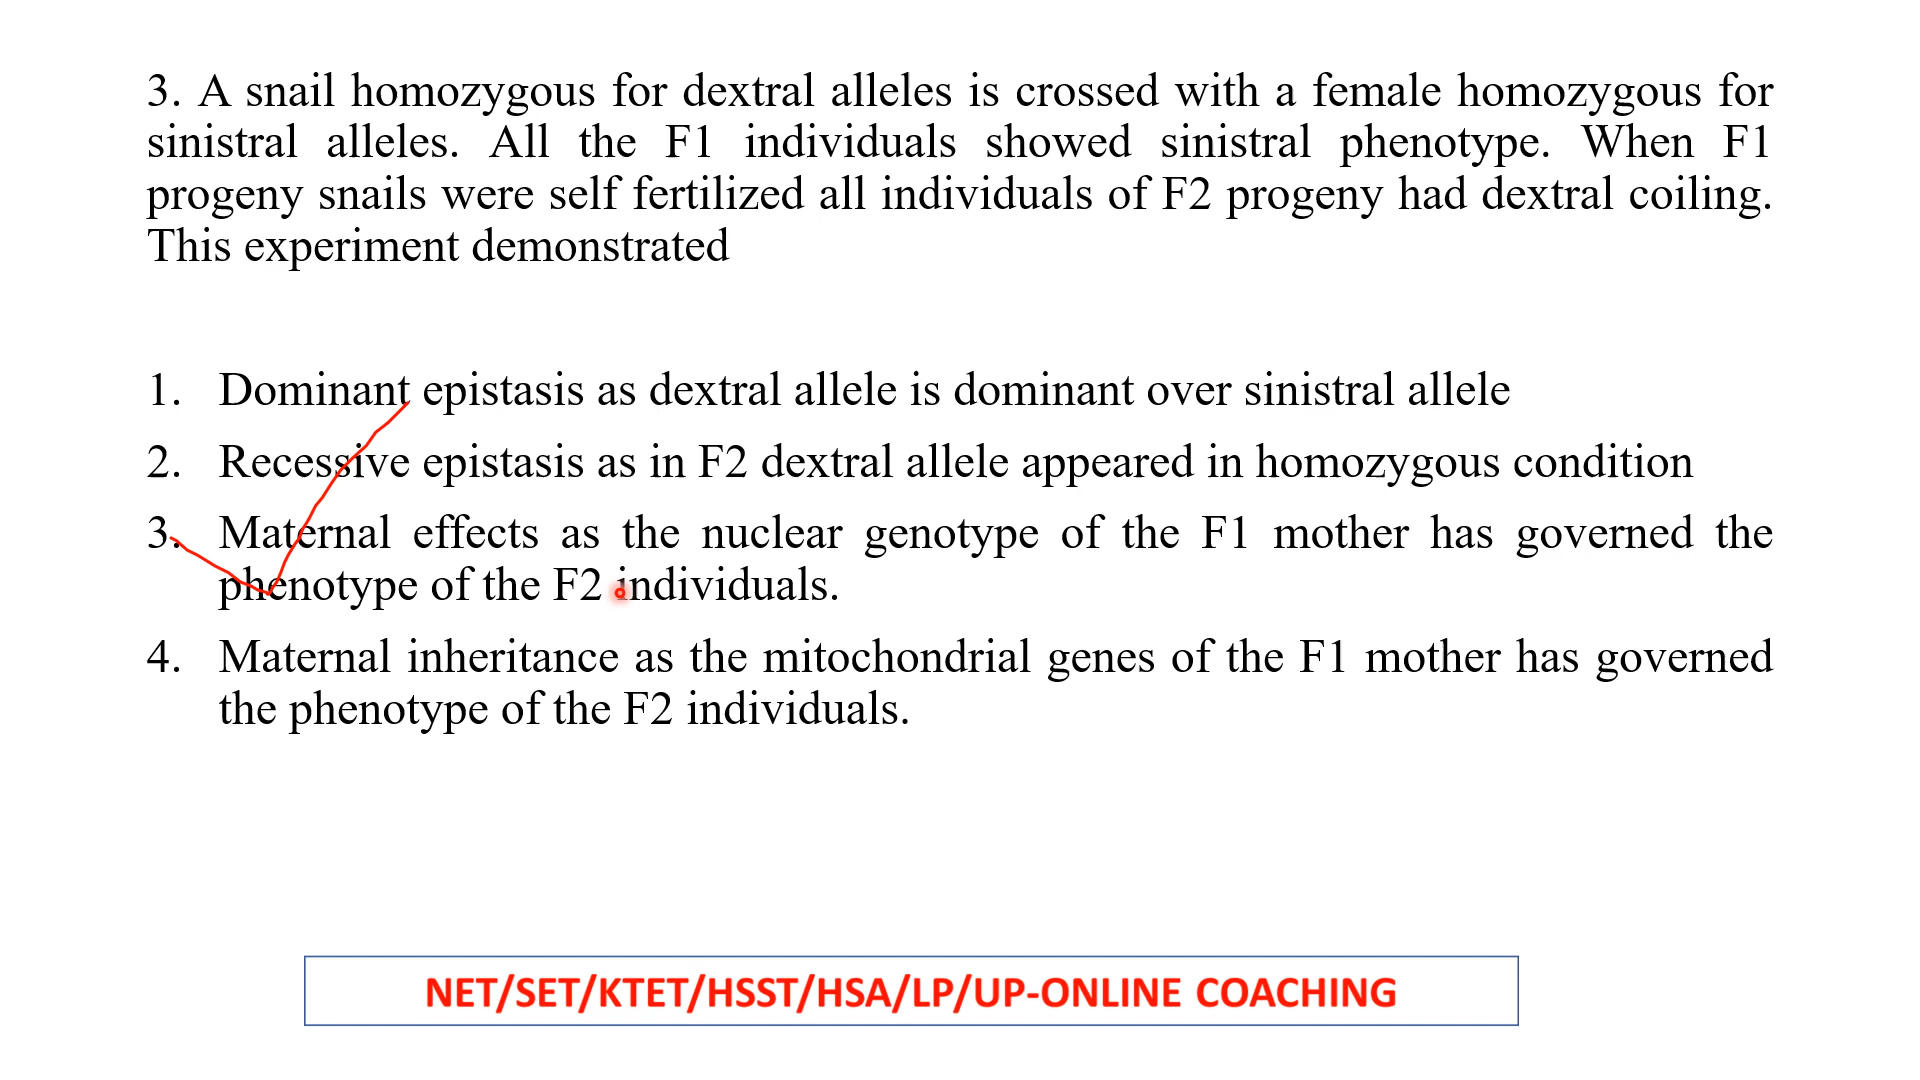 3. A snail homozygous for dextral alleles is crossed with a female homozygous for
sinistral alleles. All the F1 individuals showed sinistral phenotype. When F1
progeny snails were self fertilized all individuals of F2 progeny had dextral coiling.
This experiment demonstrated
1. Dominant epistasis as dextral allele is dominant over sinistral allele
2. Recessive epistasis as in F2 dextral allele appeared in homozygous condition
3. Maternal effects as the nuclear genotype of the F1 mother has governed the
phenotype of the F2 individuals.
4. Maternal inheritance as the mitochondrial genes of the F1 mother has governed
the phenotype of the F2 individuals.
NET/SET/KTET/HSST/HSA/LP/UP-ONLINE COACHING